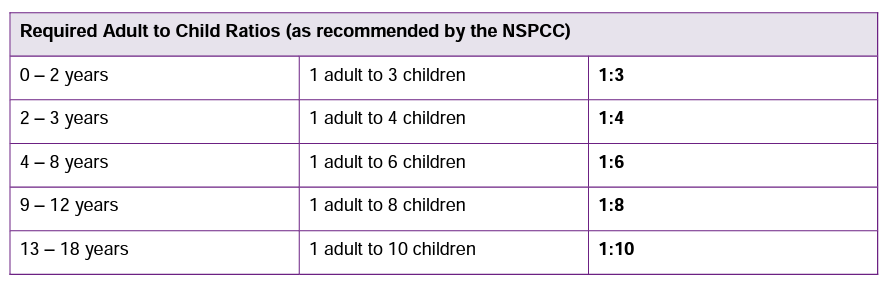 Required Adult to Child Ratios (as recommended by the NSPCC)
0 – 2 years 1 adult to 3 children 1:3
2 – 3 years 1 adult to 4 children 1:4
4 – 8 years 1 adult to 6 children 1:6
9 – 12 years 1 adult to 8 children 1:8
13 – 18 years 1 adult to 10 children 1:10